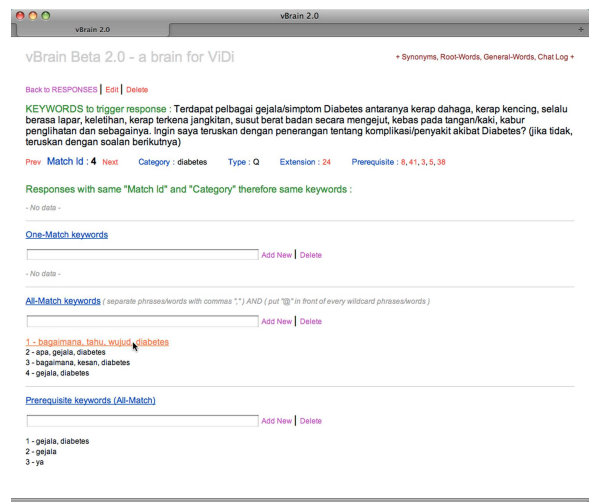 vBrain 2.0
vBrain 2.0 +
vBrain Beta 2.0 - a brain for ViDi
+ Synonyms, Root-Words, General-Words, Chat Log +
Back to RESPONSES | Edit | Delete
KEYWORDS to trigger response : Terdapat pelbagai gejala/simptom Diabetes antaranya kerap dahaga, kerap kencing, selalu
berasa lapar, keletihan, kerap terkena jangkitan, susut berat badan secara mengejut, kebas pada tangan/kaki, kabur
penglihatan dan sebagainya. Ingin saya teruskan dengan penerangan tentang komplikasi/penyakit akibat Diabetes? (jika tidak,
teruskan dengan soalan berikutnya)
Prev Match Id : 4 Next Category : diabetes Type : Q Extension : 24 Prerequisite : 8, 41, 3, 5, 38
Responses with same "Match Id" and "Category" therefore same keywords :
- No data -
One-Match keywords
Add New | Delete
- No data -
All-Match keywords ( separate phrases/words with commas "," ) AND ( put "@" in front of every wildcard phrases/words )
Add New | Delete
1 - bagaimana, tahu, wujud, diabetes
2 - apa, gejala, diabetes
3 - bagaimana, kesan, diabetes
4 - gejala, diabetes
Prerequisite keywords (All-Match)
Add New | Delete
1 - gejala, diabetes
2 - gejala
3 - ya